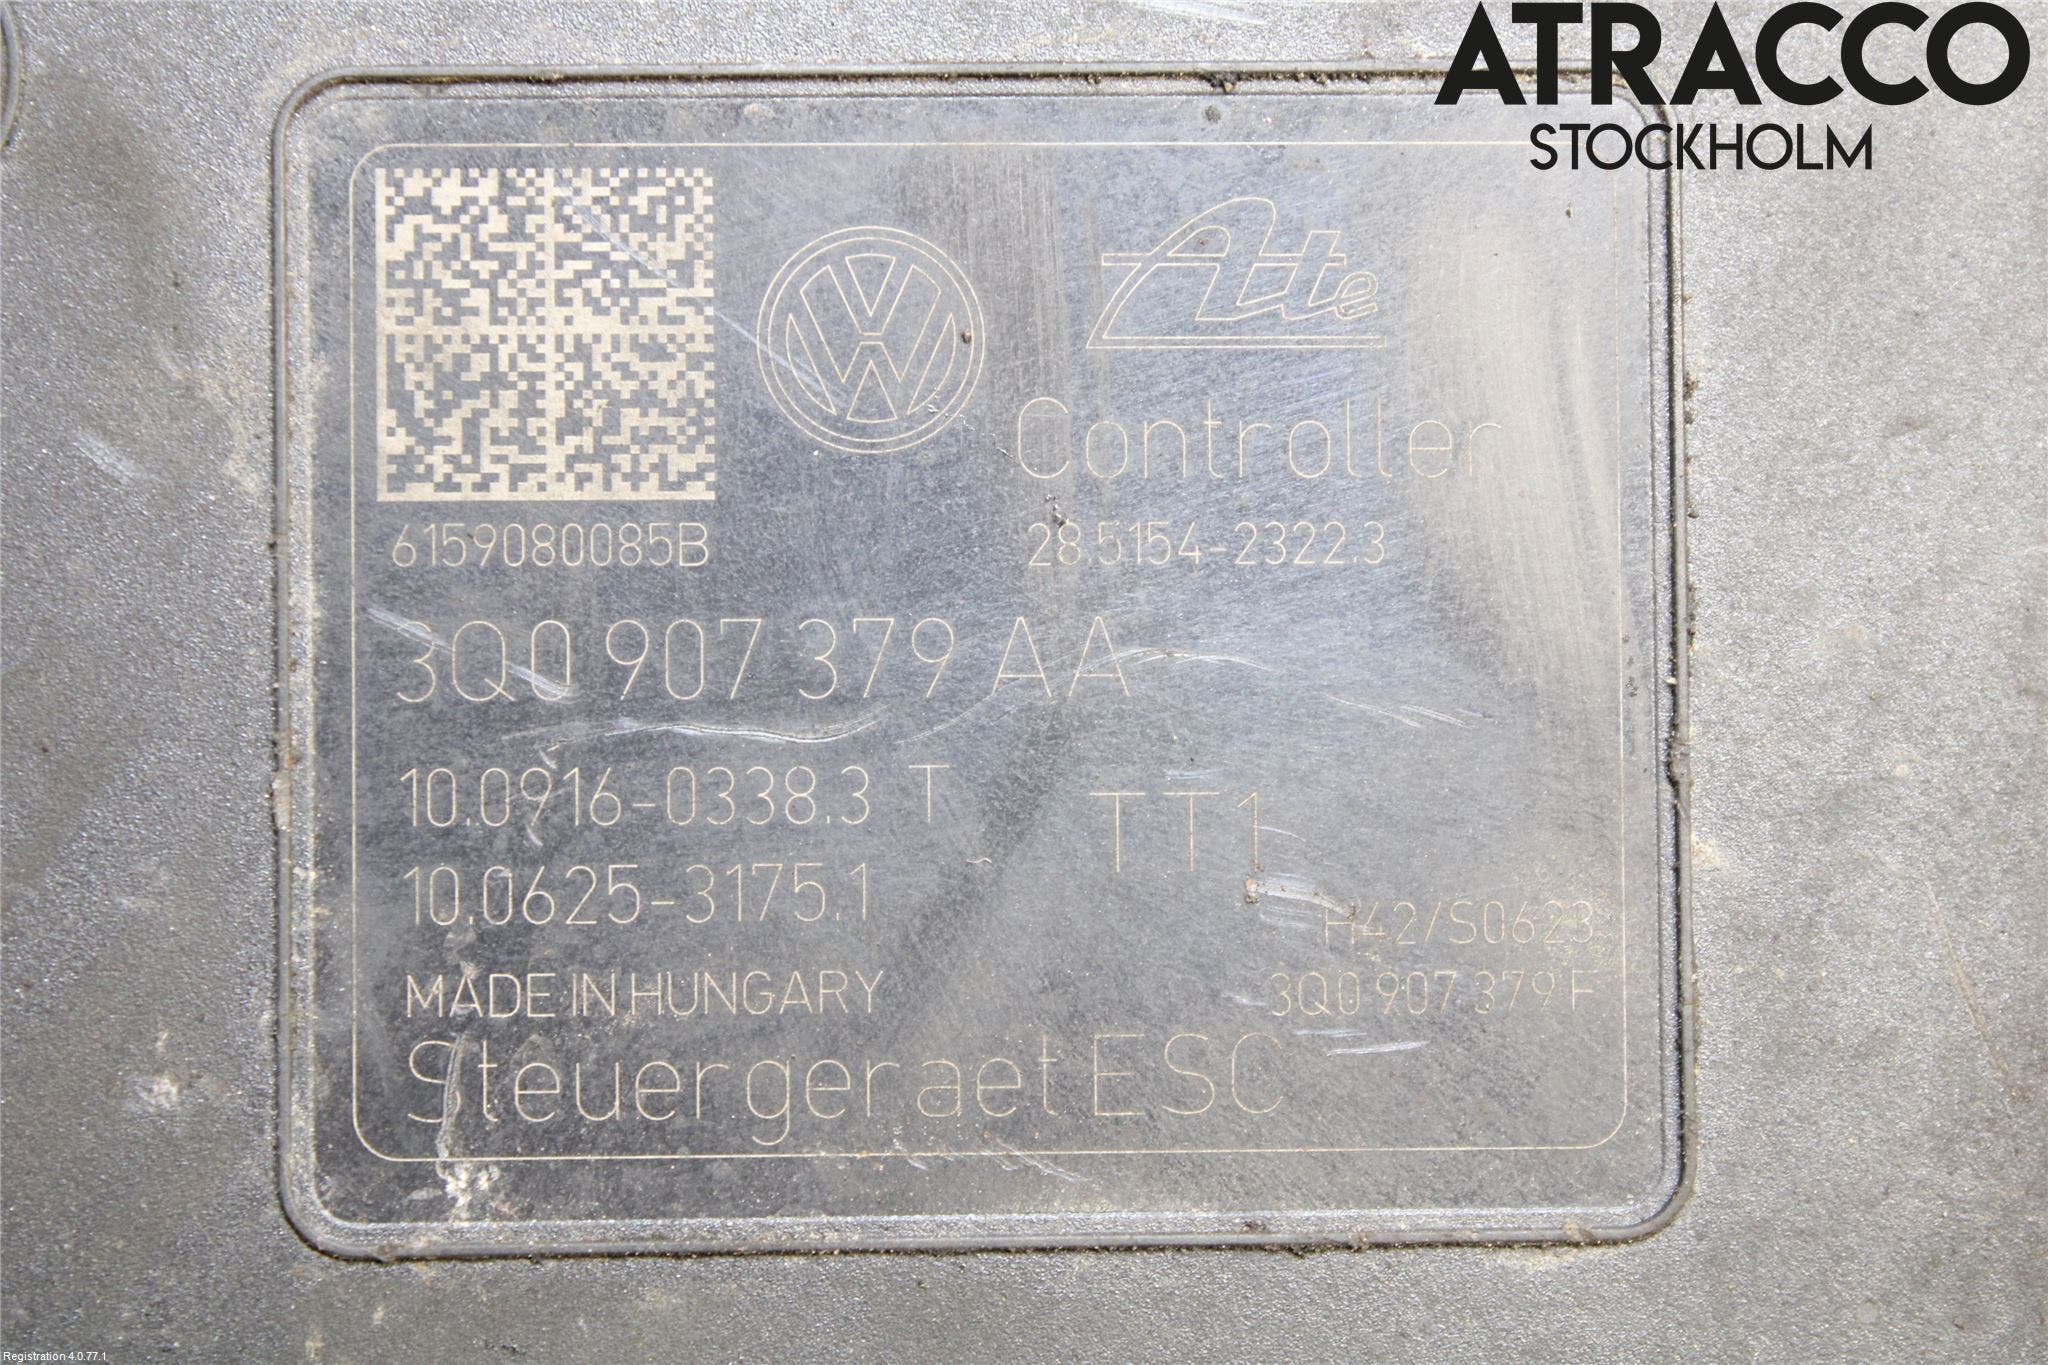 ATRACCO
STOCKHOLM
Ate
Controller
6159080085B
28.5154-2322.3
3Q0 907 379 AA
10.0916-0338.3 T
TT1
10.0625-3175.1
H42/S0623
MADE IN HUNGARY
3Q0 907 379 F
Steuergeraet ESC
Registration 4.0.77.1